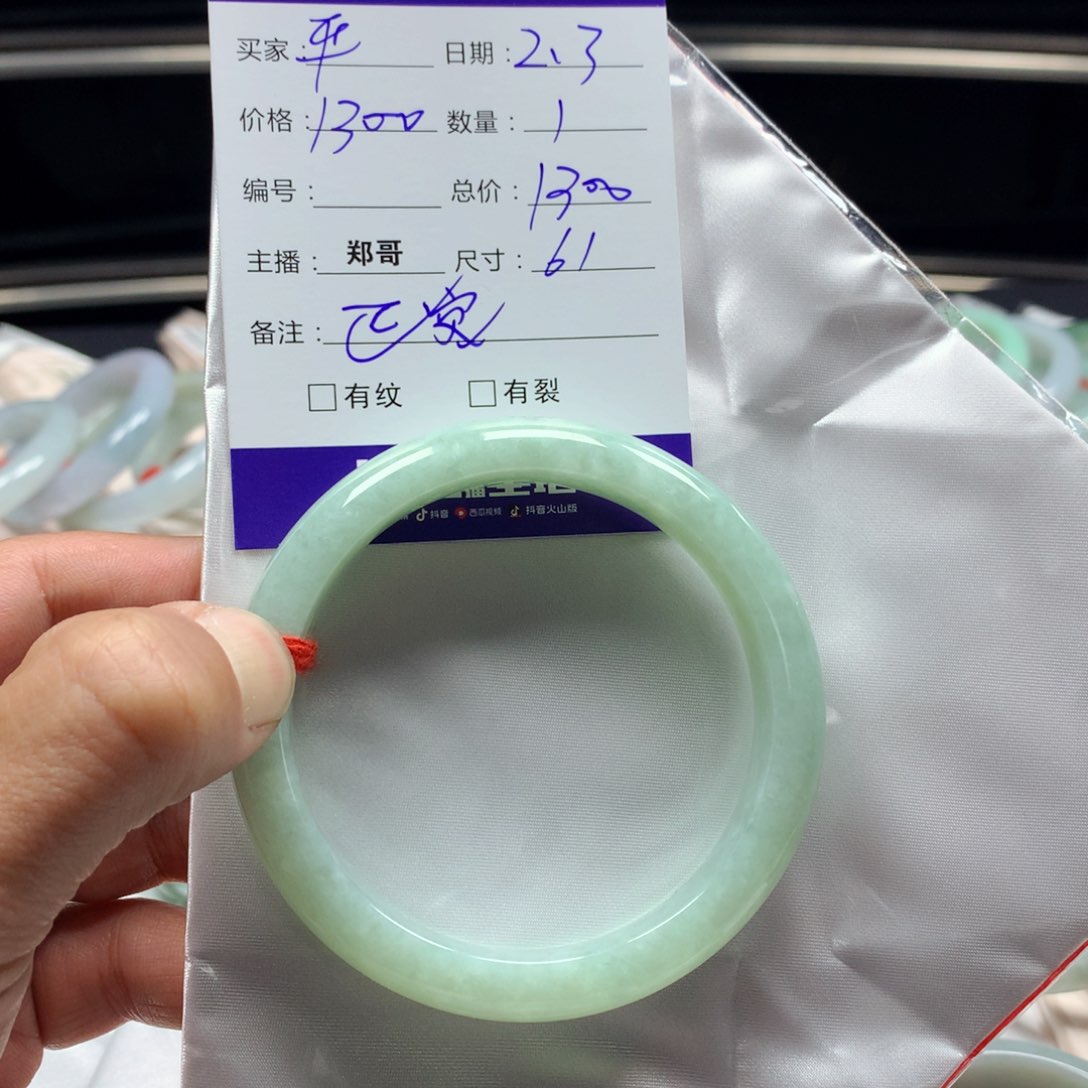 买家：平 日期：2、3
价格：1300 数量：1
编号： 总价：1300
主播：郑哥 尺寸：61
备注：正宽
□有纹 □有裂
抖音 西瓜视频 抖音火山版